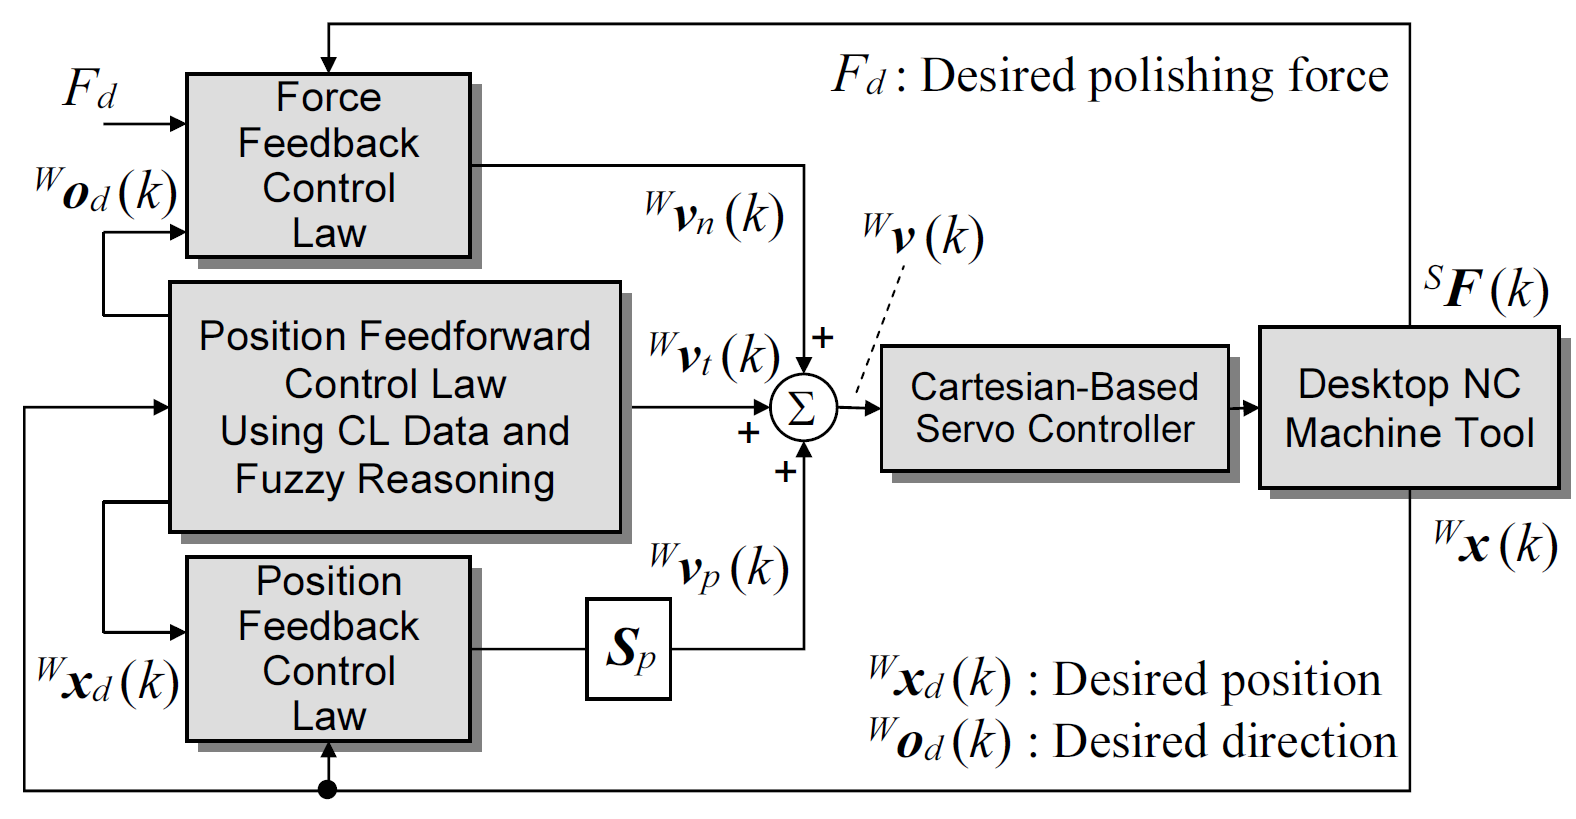 F_d
F_d : Desired polishing force
Force
Feedback
Control
Law
^W o_d (k)
^W v_n (k)
^W v (k)
^S F (k)
Position Feedforward
Control Law
Using CL Data and
Fuzzy Reasoning
^W v_t (k)
+
Σ
+
+
Cartesian-Based
Servo Controller
Desktop NC
Machine Tool
^W x (k)
^W v_p (k)
Position
Feedback
Control
Law
^W x_d (k)
S_p
^W x_d (k) : Desired position
^W o_d (k) : Desired direction